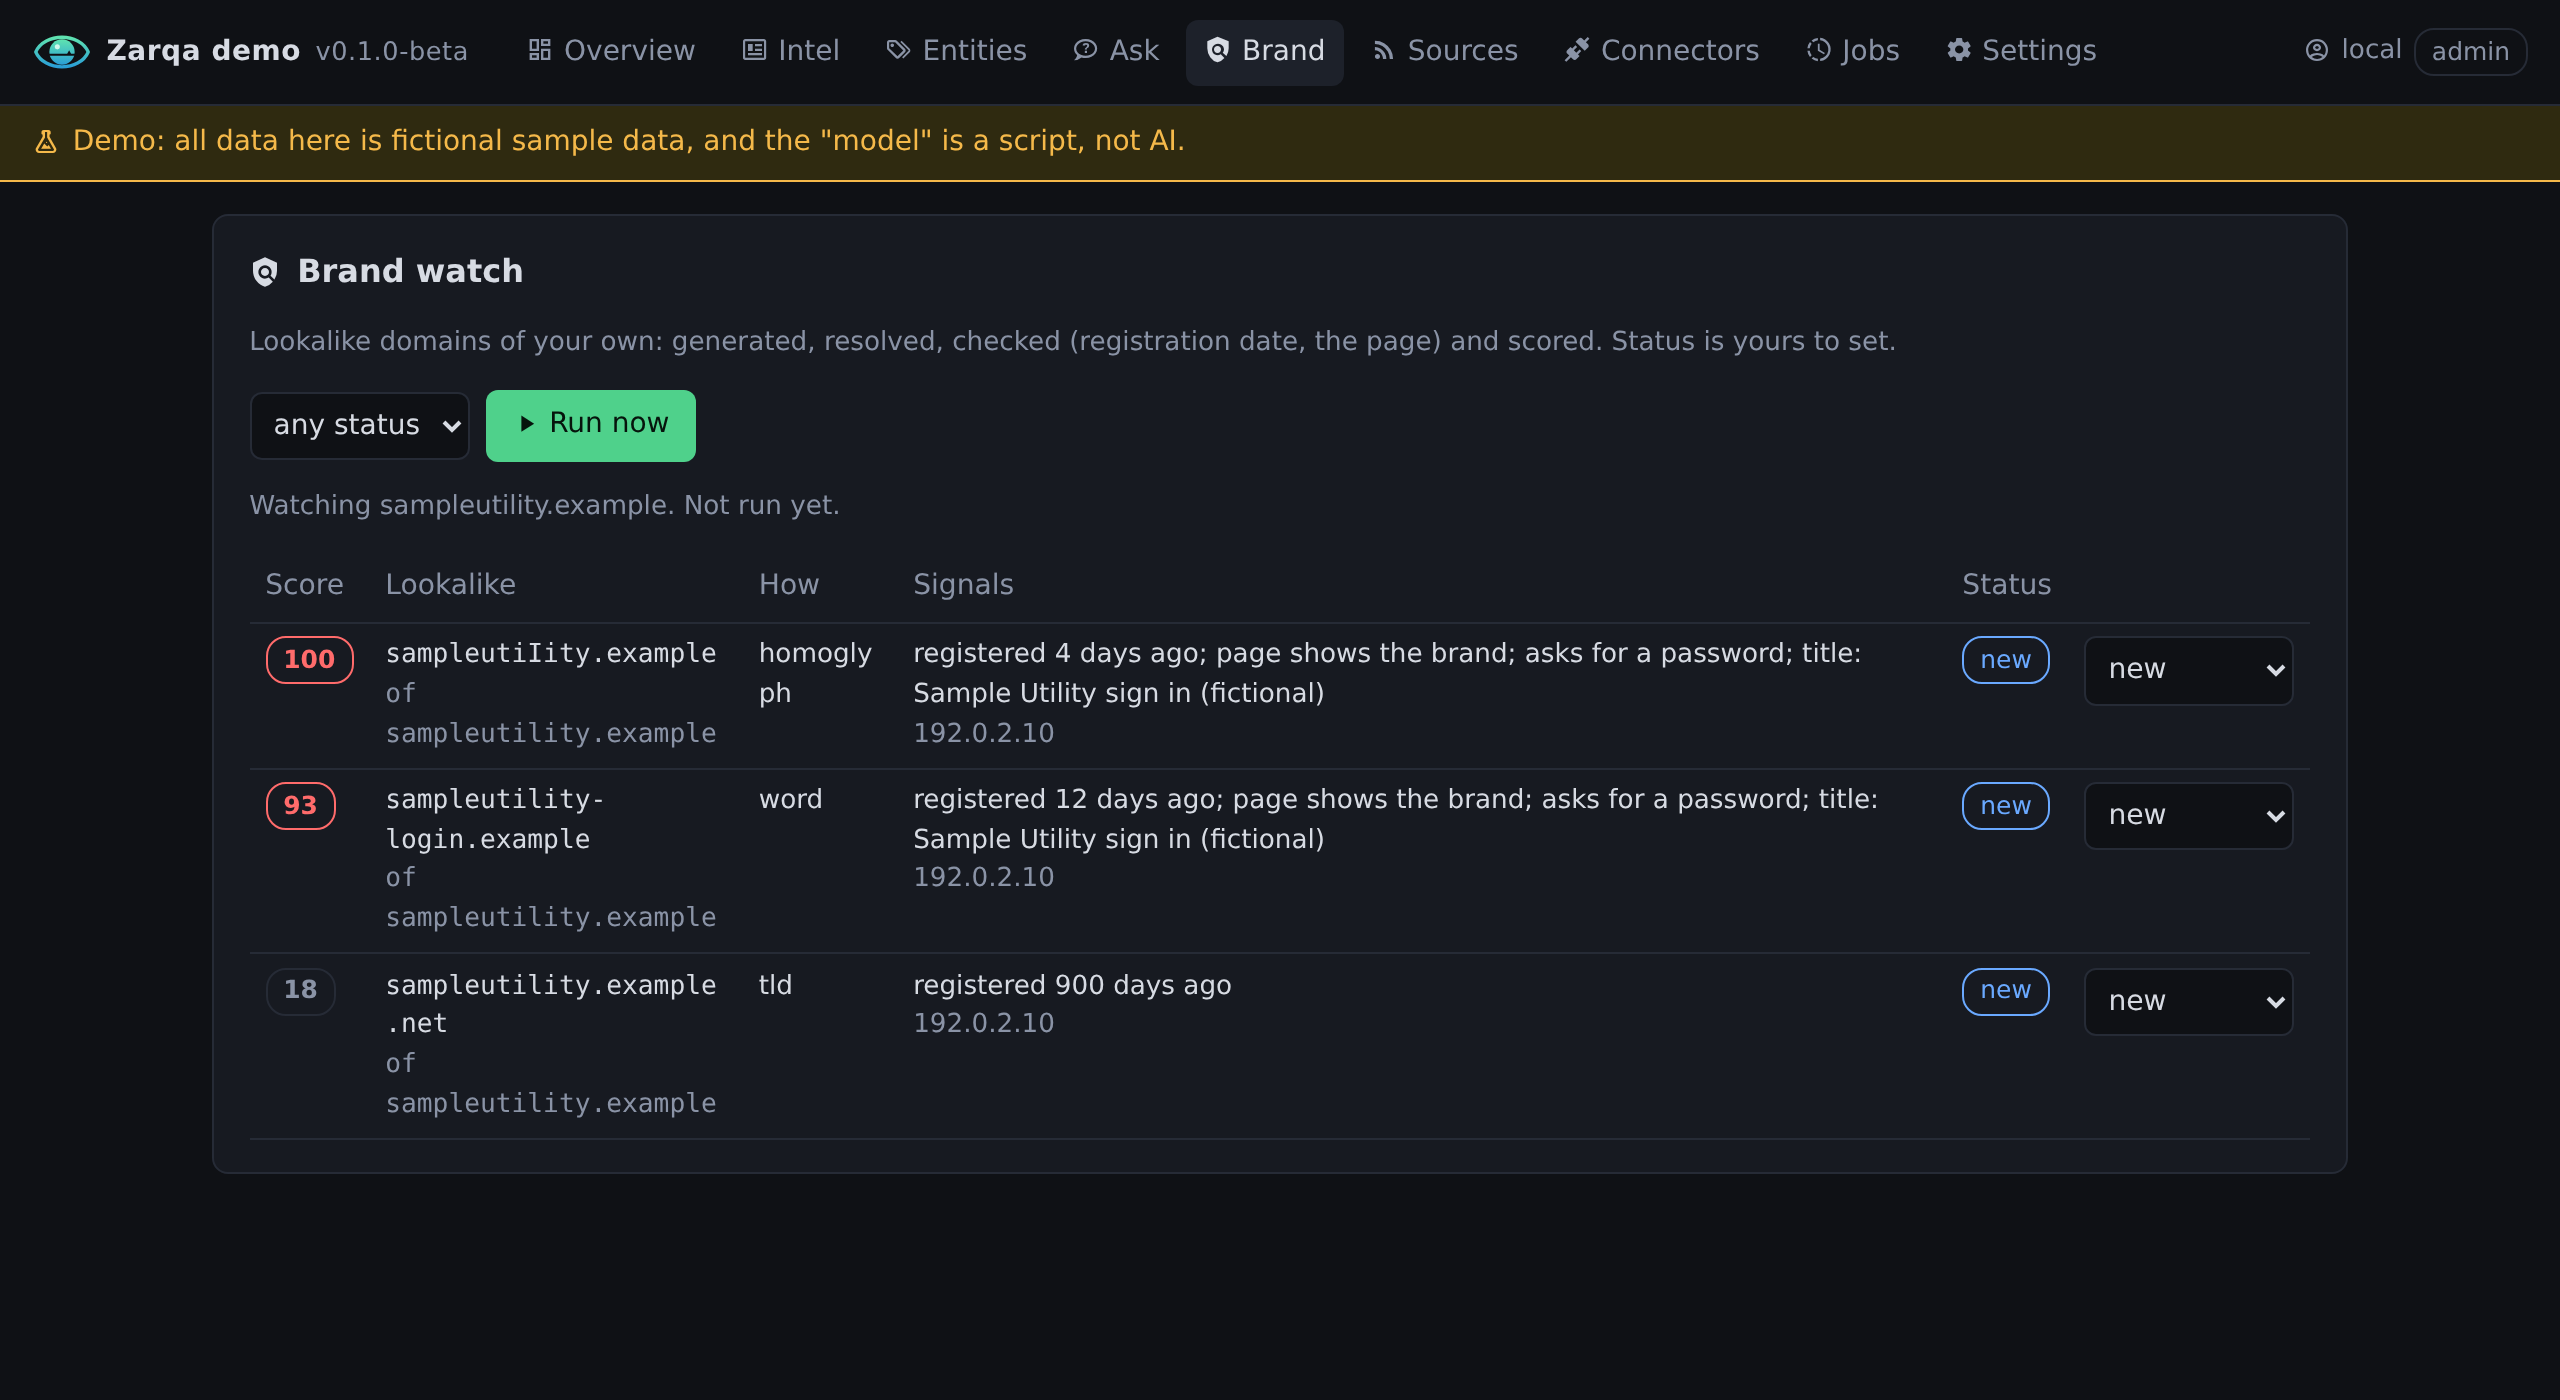 Zarqa demo v0.1.0-beta Overview Intel Entities Ask Brand Sources Connectors Jobs Settings local admin
Demo: all data here is fictional sample data, and the "model" is a script, not AI.
Brand watch
Lookalike domains of your own: generated, resolved, checked (registration date, the page) and scored. Status is yours to set.
any status Run now
Watching sampleutility.example. Not run yet.
Score Lookalike How Signals Status
100 sampleutiIity.example homogly registered 4 days ago; page shows the brand; asks for a password; title: new new
of ph Sample Utility sign in (fictional)
sampleutility.example 192.0.2.10
93 sampleutility- word registered 12 days ago; page shows the brand; asks for a password; title: new new
login.example Sample Utility sign in (fictional)
of 192.0.2.10
sampleutility.example
18 sampleutility.example tld registered 900 days ago new new
.net 192.0.2.10
of
sampleutility.example